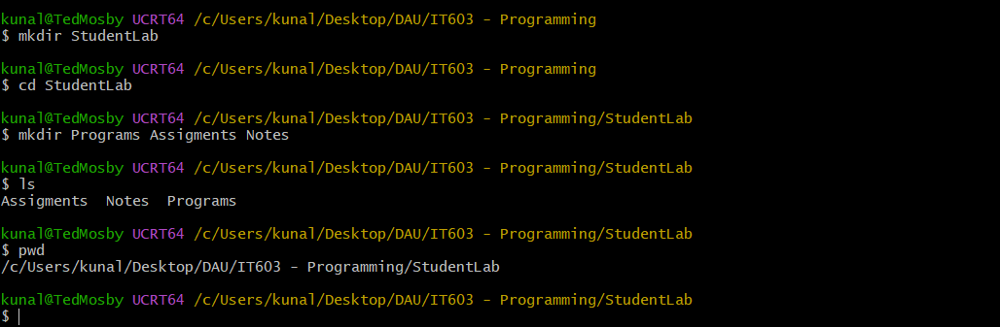 kunal@TedMosby UCRT64 /c/Users/kunal/Desktop/DAU/IT603 - Programming
$ mkdir StudentLab
kunal@TedMosby UCRT64 /c/Users/kunal/Desktop/DAU/IT603 - Programming
$ cd StudentLab
kunal@TedMosby UCRT64 /c/Users/kunal/Desktop/DAU/IT603 - Programming/StudentLab
$ mkdir Programs Assigments Notes
kunal@TedMosby UCRT64 /c/Users/kunal/Desktop/DAU/IT603 - Programming/StudentLab
$ ls
Assigments  Notes  Programs
kunal@TedMosby UCRT64 /c/Users/kunal/Desktop/DAU/IT603 - Programming/StudentLab
$ pwd
/c/Users/kunal/Desktop/DAU/IT603 - Programming/StudentLab
kunal@TedMosby UCRT64 /c/Users/kunal/Desktop/DAU/IT603 - Programming/StudentLab
$